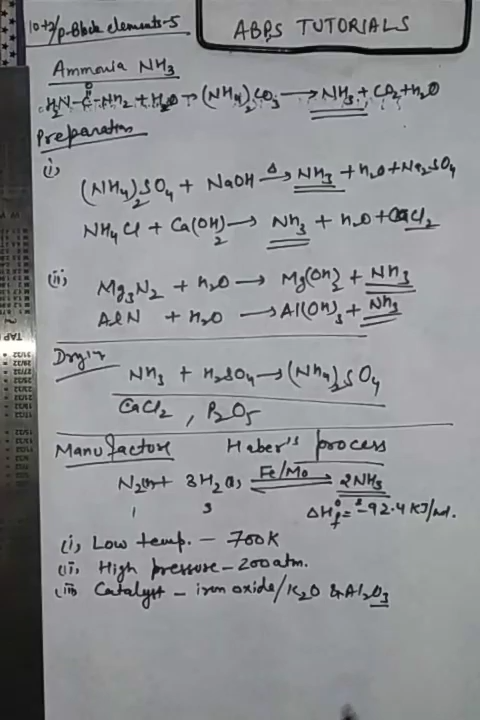 10+2/p-Block elements-5
ABPS TUTORIALS
Ammonia NH3
H2N-C-NH2 + H2O → (NH4)2CO3 → NH3 + CO2 + H2O
O
Preparation
(i)
(NH4)2SO4 + NaOH →Δ NH3 + H2O + Na2SO4
NH4Cl + Ca(OH)2 → NH3 + H2O + CaCl2
(ii)
Mg3N2 + H2O → Mg(OH)2 + NH3
AlN + H2O → Al(OH)3 + NH3
Drying
NH3 + H2SO4 → (NH4)2SO4
CaCl2, P2O5
Manufacture Haber's process
N2(g) + 3H2(g) ⇌ Fe/Mo 2NH3
1 3
ΔHf° = -92.4 KJ/mol.
(i), Low temp. - 700K
(ii), High pressure - 200 atm.
(iii) Catalyst - iron oxide/K2O & Al2O3